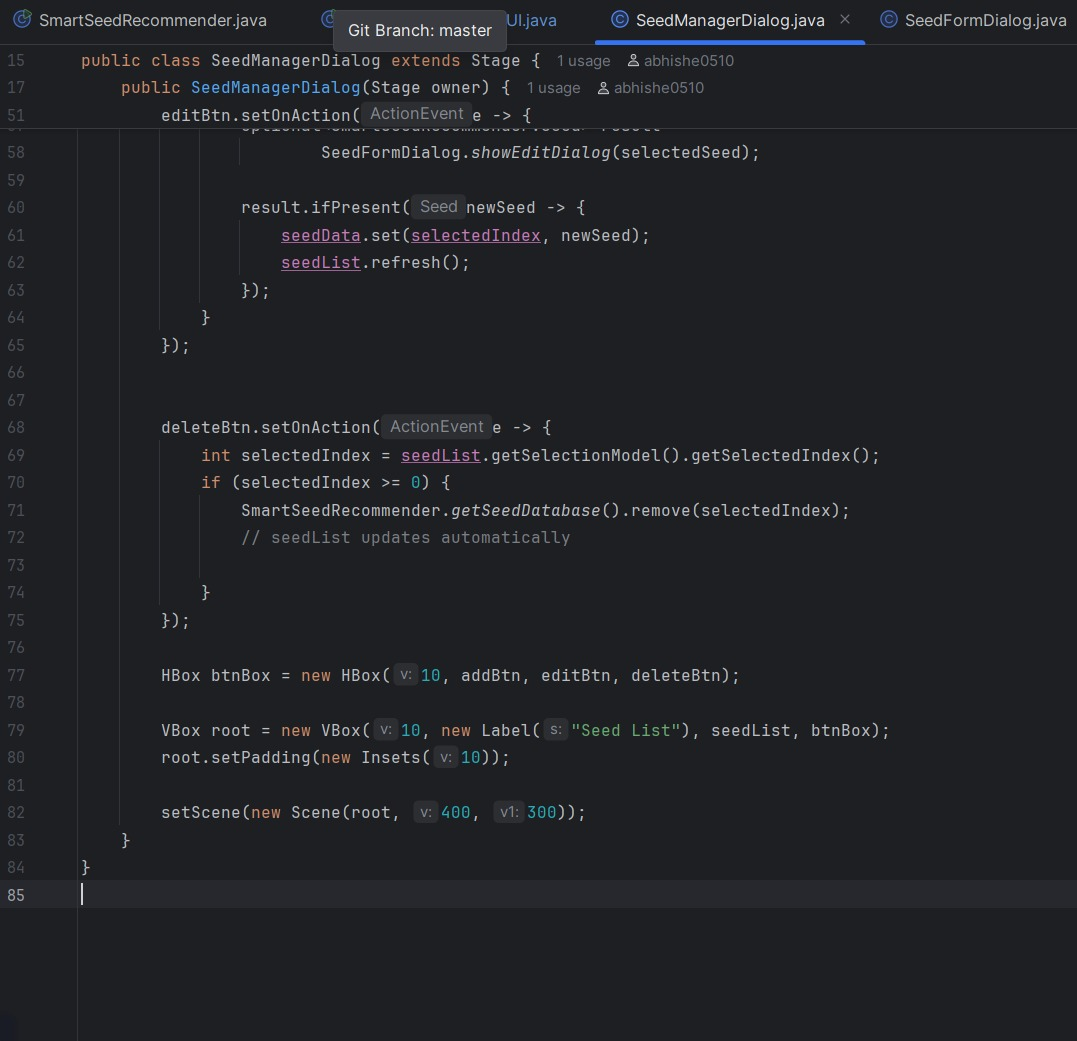 SmartSeedRecommender.java UI.java SeedManagerDialog.java SeedFormDialog.java
Git Branch: master
15 public class SeedManagerDialog extends Stage { 1 usage abhishe0510
17 public SeedManagerDialog(Stage owner) { 1 usage abhishe0510
51 editBtn.setOnAction( ActionEvent e -> {
58 SeedFormDialog.showEditDialog(selectedSeed);
59
60 result.ifPresent( Seed newSeed -> {
61 seedData.set(selectedIndex, newSeed);
62 seedList.refresh();
63 });
64 }
65 });
66
67
68 deleteBtn.setOnAction( ActionEvent e -> {
69 int selectedIndex = seedList.getSelectionModel().getSelectedIndex();
70 if (selectedIndex >= 0) {
71 SmartSeedRecommender.getSeedDatabase().remove(selectedIndex);
72 // seedList updates automatically
73
74 }
75 });
76
77 HBox btnBox = new HBox( v: 10, addBtn, editBtn, deleteBtn);
78
79 VBox root = new VBox( v: 10, new Label( s: "Seed List"), seedList, btnBox);
80 root.setPadding(new Insets( v: 10));
81
82 setScene(new Scene(root, v: 400, v1: 300));
83 }
84 }
85